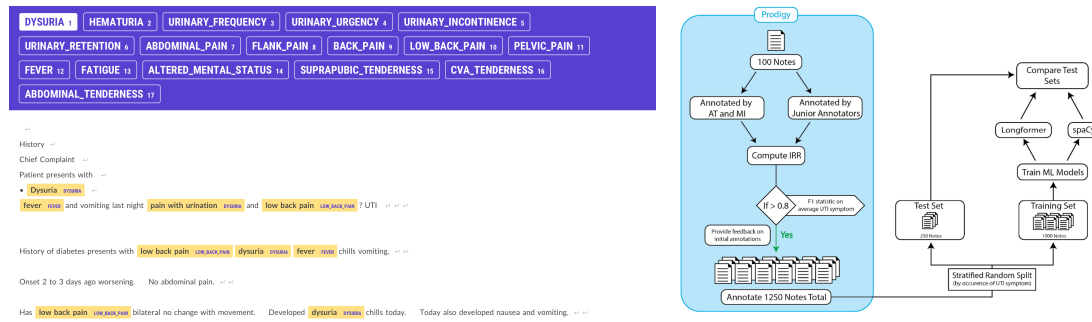 DYSURIA 1 HEMATURIA 2 URINARY_FREQUENCY 3 URINARY_URGENCY 4 URINARY_INCONTINENCE 5
URINARY_RETENTION 6 ABDOMINAL_PAIN 7 FLANK_PAIN 8 BACK_PAIN 9 LOW_BACK_PAIN 10 PELVIC_PAIN 11
FEVER 12 FATIGUE 13 ALTERED_MENTAL_STATUS 14 SUPRAPUBIC_TENDERNESS 15 CVA_TENDERNESS 16
ABDOMINAL_TENDERNESS 17
↵
History ↵
Chief Complaint ↵
Patient presents with ↵
• Dysuria DYSURIA ↵
fever FEVER and vomiting last night pain with urination DYSURIA and low back pain LOW_BACK_PAIN ? UTI ↵ ↵ ↵
History of diabetes presents with low back pain LOW_BACK_PAIN dysuria DYSURIA fever FEVER chills vomiting. ↵ ↵
Onset 2 to 3 days ago worsening. No abdominal pain. ↵ ↵
Has low back pain LOW_BACK_PAIN bilateral no change with movement. Developed dysuria DYSURIA chills today. Today also developed nausea and vomiting. ↵ ↵
Prodigy
100 Notes
Annotated by
AT and MI
Annotated by
Junior Annotators
Compute IRR
If > 0.8
F1 statistic on
average UTI symptom
Provide feedback on
initial annotations
Yes
Annotate 1250 Notes Total
Compare Test
Sets
Longformer
spaCy
Train ML Models
Test Set
250 Notes
Training Set
1000 Notes
Stratified Random Split
(by occurence of UTI symptom)